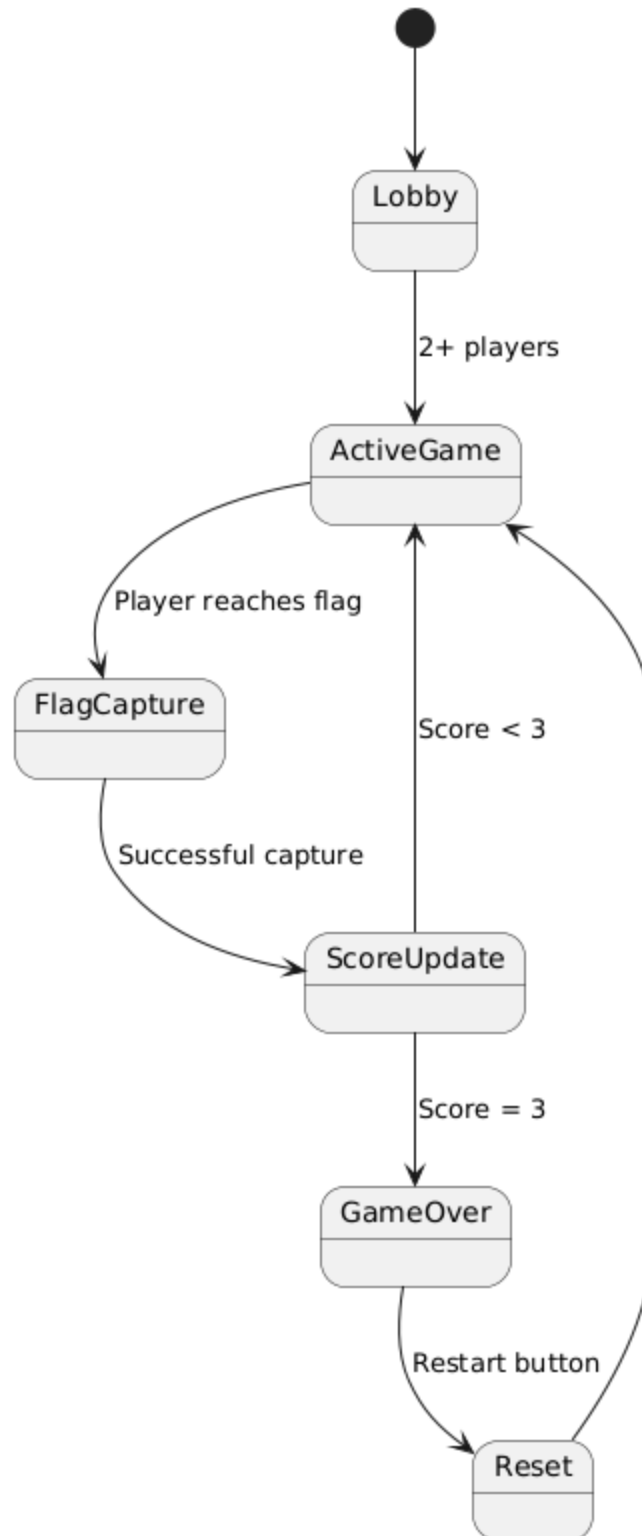 Lobby
2+ players
ActiveGame
Player reaches flag
FlagCapture
Score < 3
Successful capture
ScoreUpdate
Score = 3
GameOver
Restart button
Reset